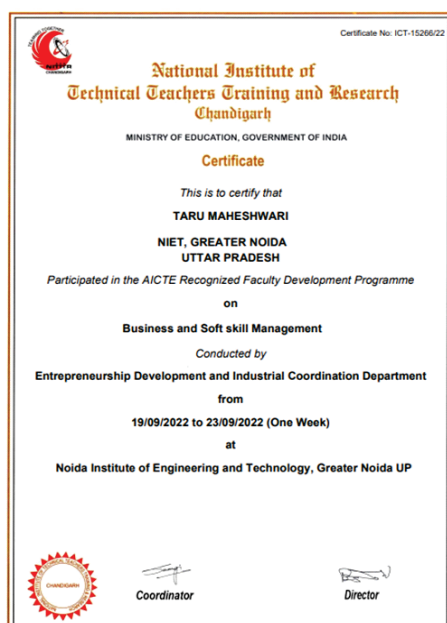 Certificate No: ICT-15266/22
TRAINING TOGETHER
NITTTR
CHANDIGARH
National Institute of
Technical Teachers Training and Research
Chandigarh
MINISTRY OF EDUCATION, GOVERNMENT OF INDIA
Certificate
This is to certify that
TARU MAHESHWARI
NIET, GREATER NOIDA
UTTAR PRADESH
Participated in the AICTE Recognized Faculty Development Programme
on
Business and Soft skill Management
Conducted by
Entrepreneurship Development and Industrial Coordination Department
from
19/09/2022 to 23/09/2022 (One Week)
at
Noida Institute of Engineering and Technology, Greater Noida UP
CHANDIGARH
Coordinator
Director